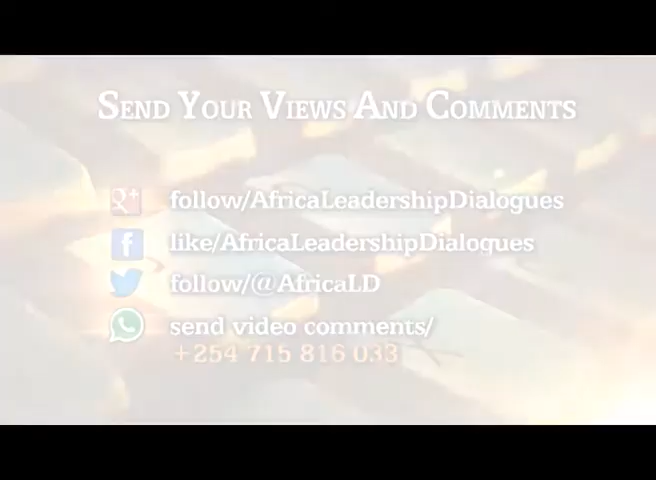 SEND YOUR VIEWS AND COMMENTS
follow/AfricaLeadershipDialogues
like/AfricaLeadershipDialogues
follow/@AfricaLD
send video comments/
+254 715 816 033